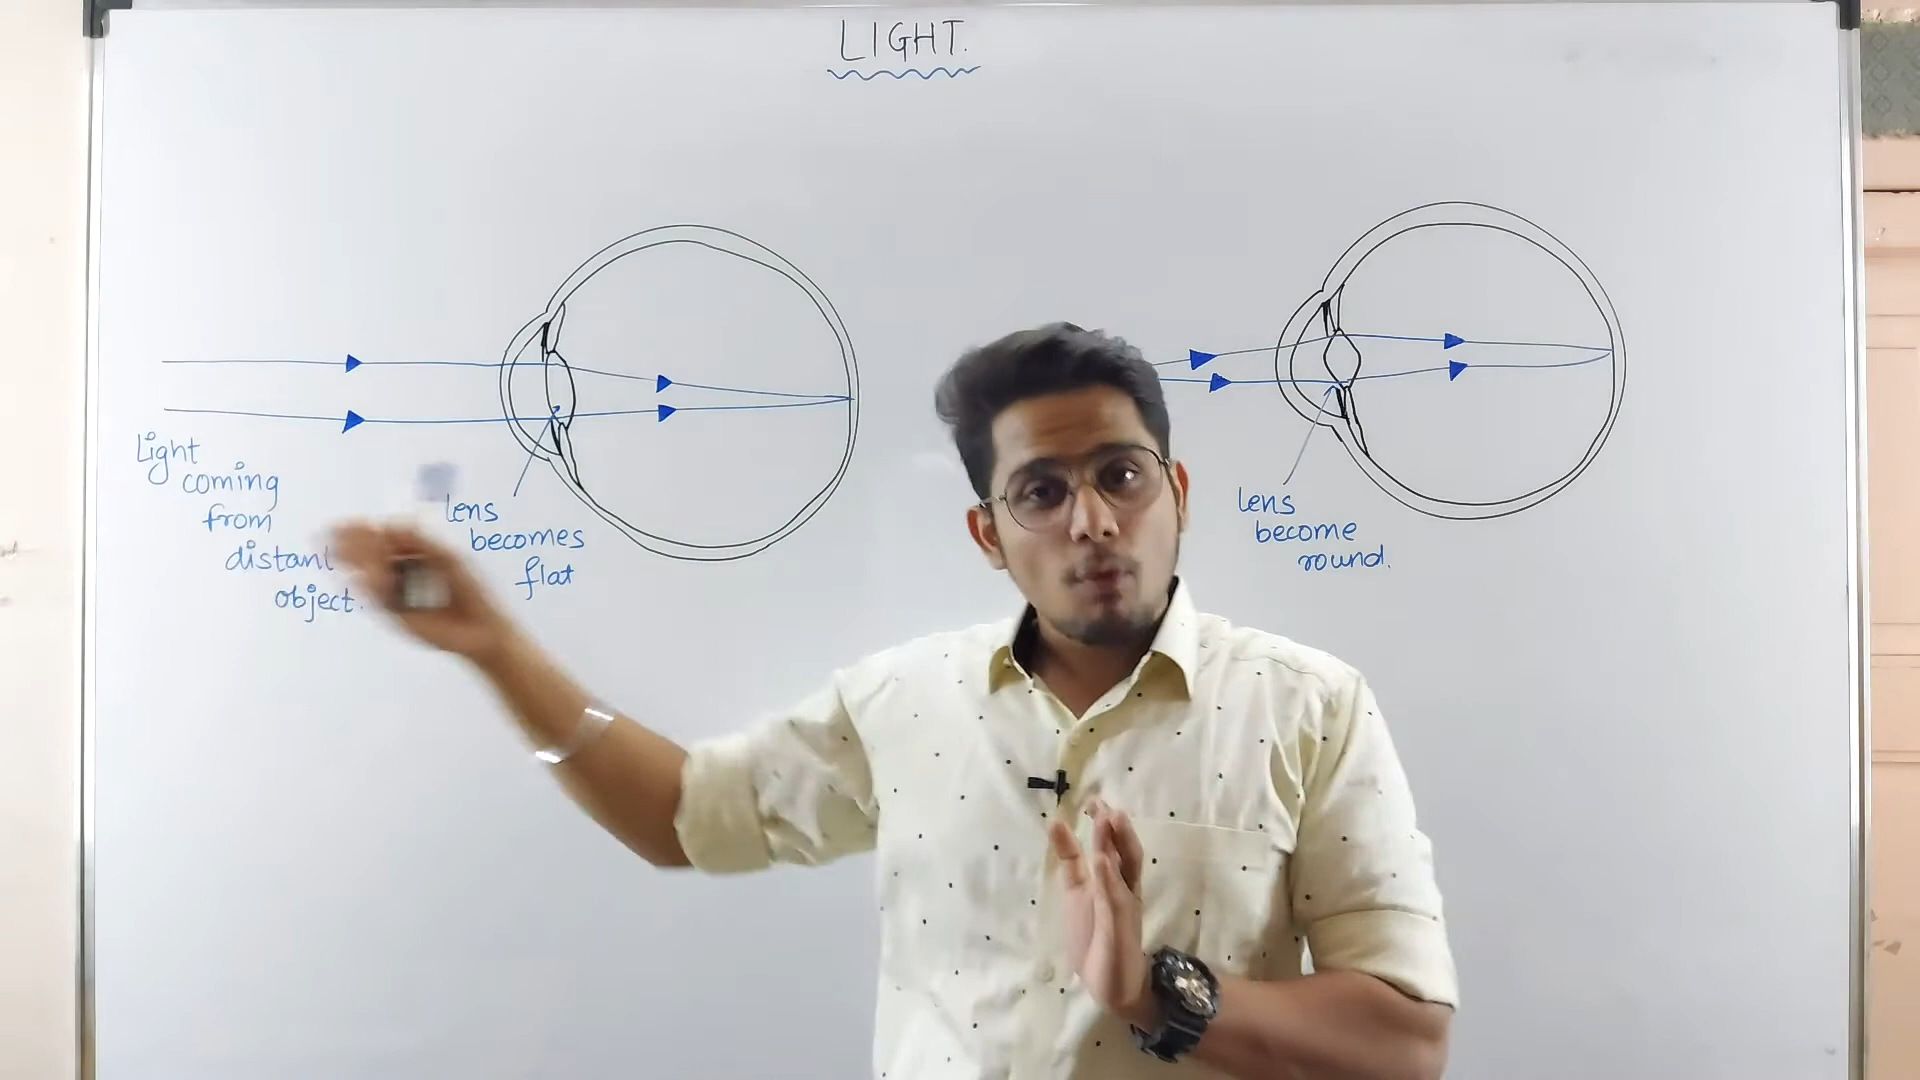 LIGHT.
Light
coming
from
distant
object.
lens
becomes
flat
lens
become
round.